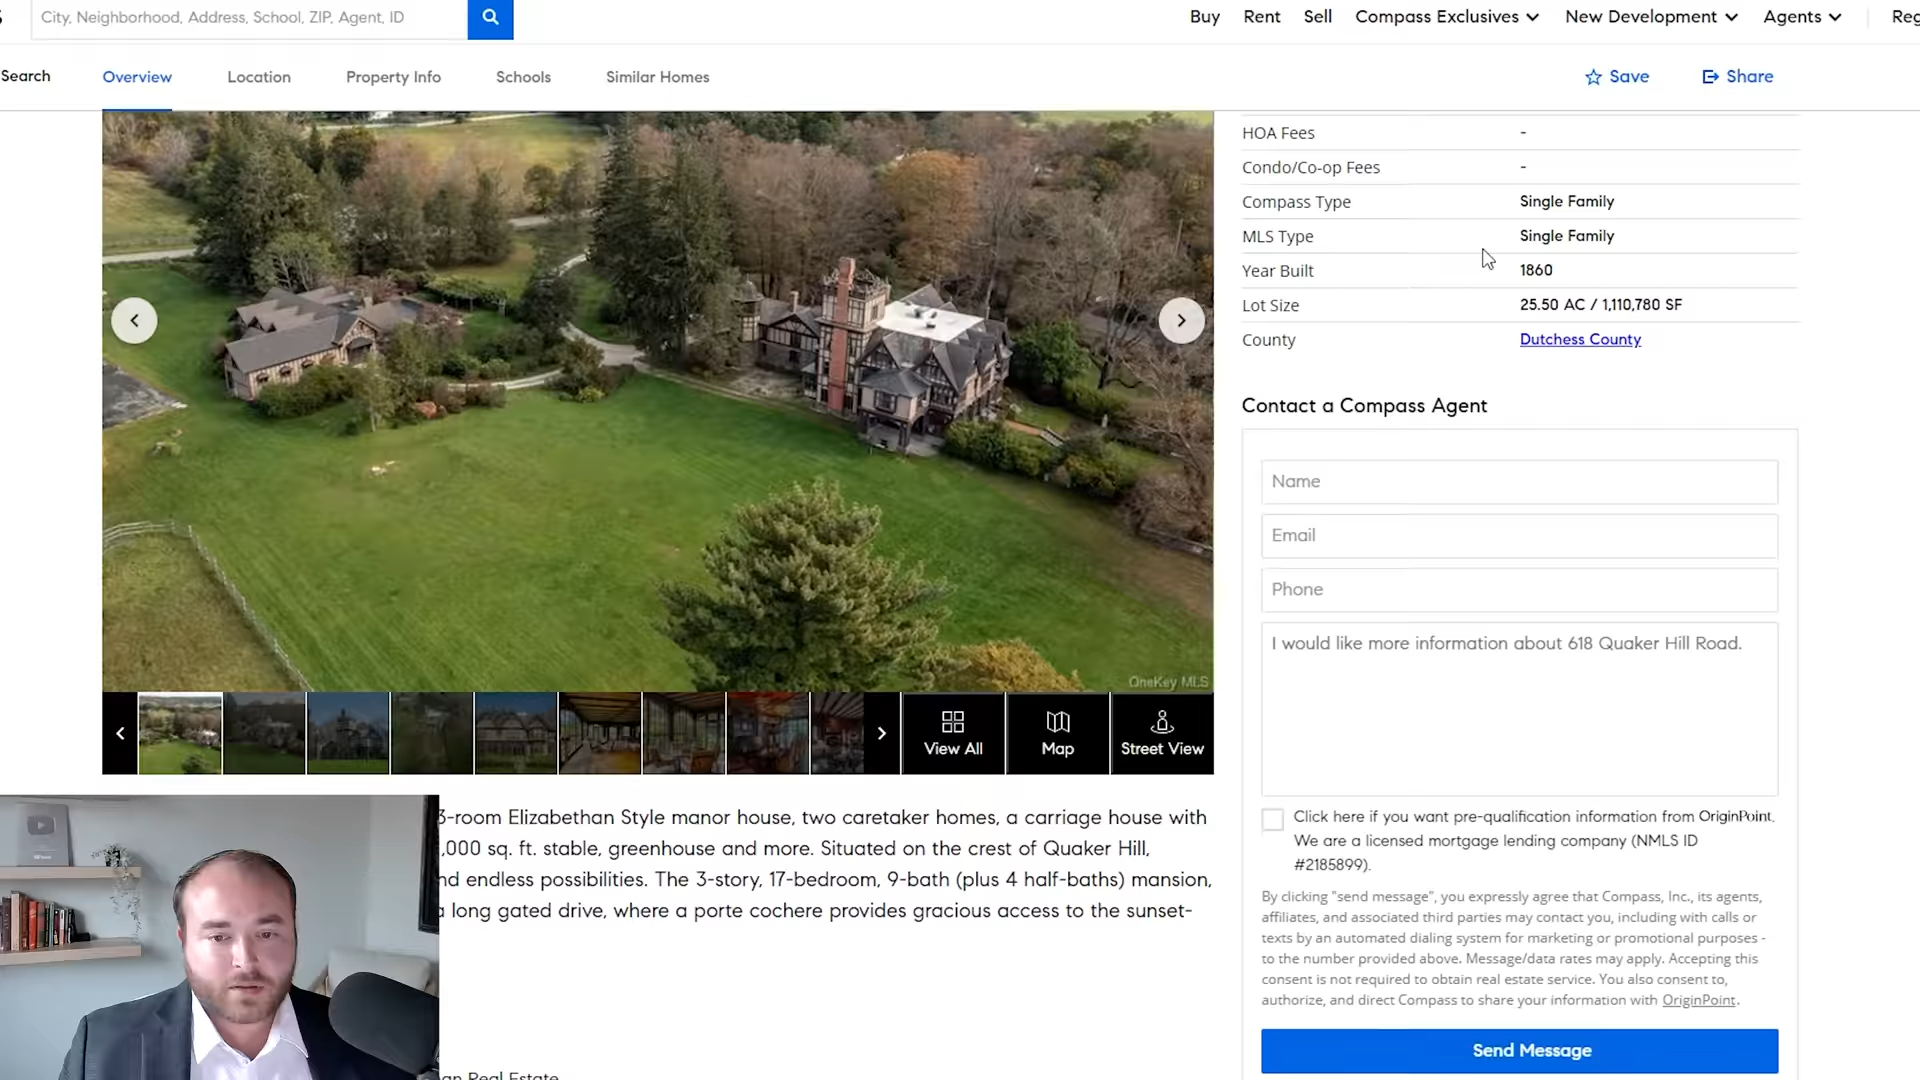 City, Neighborhood, Address, School, ZIP, Agent, ID
Buy Rent Sell Compass Exclusives New Development Agents Reg
Search Overview Location Property Info Schools Similar Homes Save Share
HOA Fees -
Condo/Co-op Fees -
Compass Type Single Family
MLS Type Single Family
Year Built 1860
Lot Size 25.50 AC / 1,110,780 SF
County Dutchess County
OneKey MLS
View All Map Street View
3-room Elizabethan Style manor house, two caretaker homes, a carriage house with
,000 sq. ft. stable, greenhouse and more. Situated on the crest of Quaker Hill,
nd endless possibilities. The 3-story, 17-bedroom, 9-bath (plus 4 half-baths) mansion,
a long gated drive, where a porte cochere provides gracious access to the sunset-
an Real Estate
Contact a Compass Agent
Name
Email
Phone
I would like more information about 618 Quaker Hill Road.
Click here if you want pre-qualification information from OriginPoint.
We are a licensed mortgage lending company (NMLS ID
#2185899).
By clicking "send message", you expressly agree that Compass, Inc., its agents,
affiliates, and associated third parties may contact you, including with calls or
texts by an automated dialing system for marketing or promotional purposes -
to the number provided above. Message/data rates may apply. Accepting this
consent is not required to obtain real estate service. You also consent to,
authorize, and direct Compass to share your information with OriginPoint.
Send Message